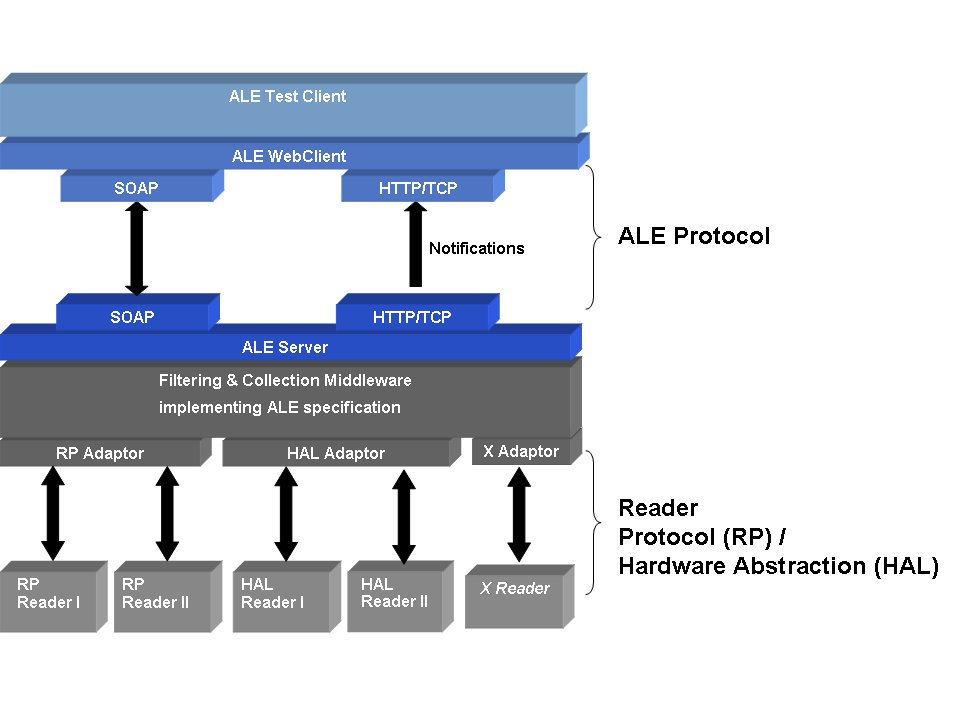 ALE Test Client
ALE WebClient
SOAP
HTTP/TCP
Notifications
ALE Protocol
SOAP
HTTP/TCP
ALE Server
Filtering & Collection Middleware
implementing ALE specification
RP Adaptor
HAL Adaptor
X Adaptor
Reader
Protocol (RP) /
Hardware Abstraction (HAL)
RP
Reader I
RP
Reader II
HAL
Reader I
HAL
Reader II
X Reader